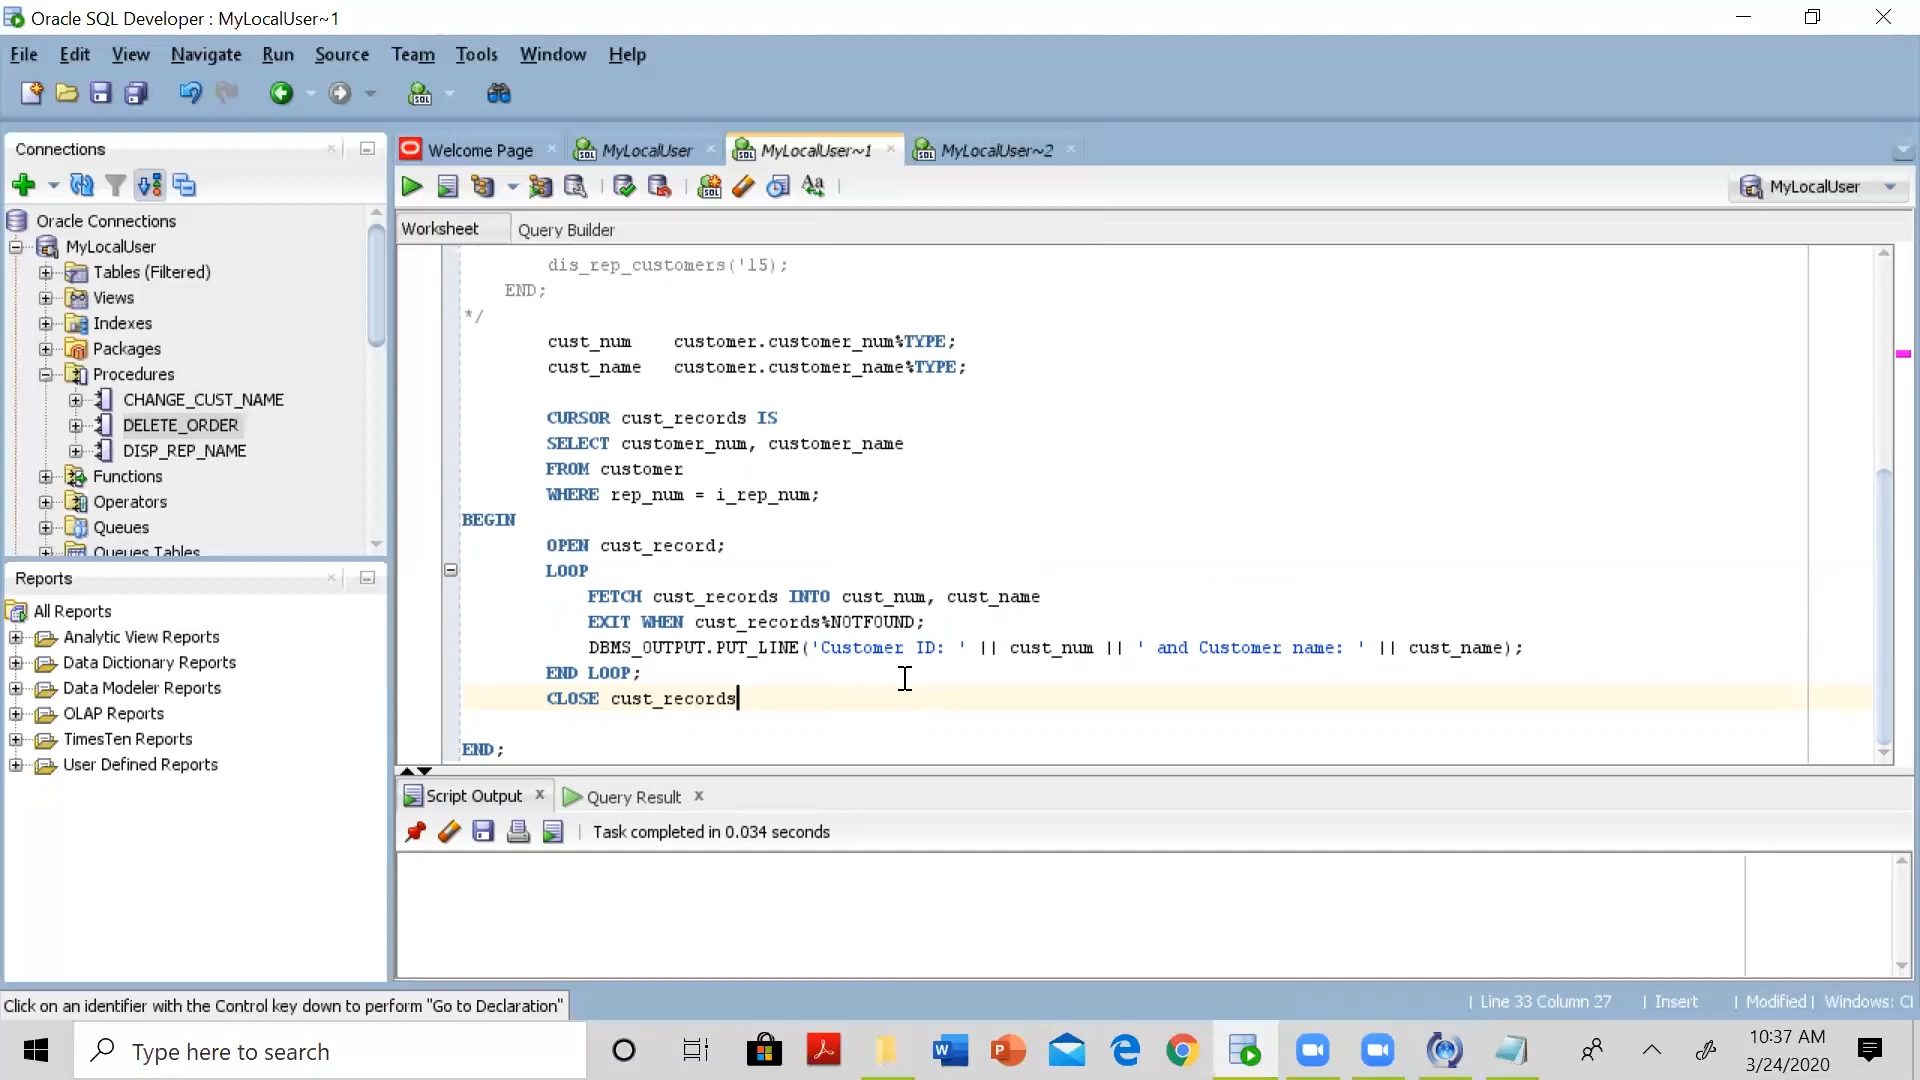 Oracle SQL Developer : MyLocalUser~1
File Edit View Navigate Run Source Team Tools Window Help
Connections
Welcome Page
MyLocalUser
MyLocalUser~1
MyLocalUser~2
MyLocalUser
Worksheet
Query Builder
Oracle Connections
MyLocalUser
Tables (Filtered)
Views
Indexes
Packages
Procedures
CHANGE_CUST_NAME
DELETE_ORDER
DISP_REP_NAME
Functions
Operators
Queues
Queues Tables
dis_rep_customers('15);
END;
*/
cust_num customer.customer_num%TYPE;
cust_name customer.customer_name%TYPE;
CURSOR cust_records IS
SELECT customer_num, customer_name
FROM customer
WHERE rep_num = i_rep_num;
BEGIN
OPEN cust_record;
LOOP
FETCH cust_records INTO cust_num, cust_name
EXIT WHEN cust_records%NOTFOUND;
DBMS_OUTPUT.PUT_LINE('Customer ID: ' || cust_num || ' and Customer name: ' || cust_name);
END LOOP;
CLOSE cust_records
END;
Reports
All Reports
Analytic View Reports
Data Dictionary Reports
Data Modeler Reports
OLAP Reports
TimesTen Reports
User Defined Reports
Script Output
Query Result
Task completed in 0.034 seconds
Click on an identifier with the Control key down to perform "Go to Declaration"
| Line 33 Column 27 | Insert | Modified | Windows: Cl
Type here to search
10:37 AM
3/24/2020